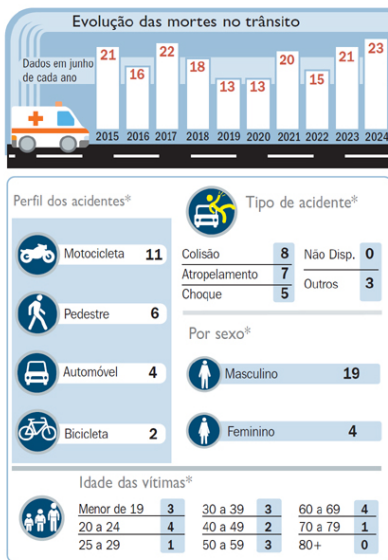 Evolução das mortes no trânsito
Dados em junho
de cada ano
21 16 22 18 13 13 20 15 21 23
2015 2016 2017 2018 2019 2020 2021 2022 2023 2024
Perfil dos acidentes*
Motocicleta 11
Pedestre 6
Automóvel 4
Bicicleta 2
Tipo de acidente*
Colisão 8
Atropelamento 7
Choque 5
Não Disp. 0
Outros 3
Por sexo*
Masculino 19
Feminino 4
Idade das vítimas*
Menor de 19 3
20 a 24 4
25 a 29 1
30 a 39 3
40 a 49 2
50 a 59 3
60 a 69 4
70 a 79 1
80+ 0